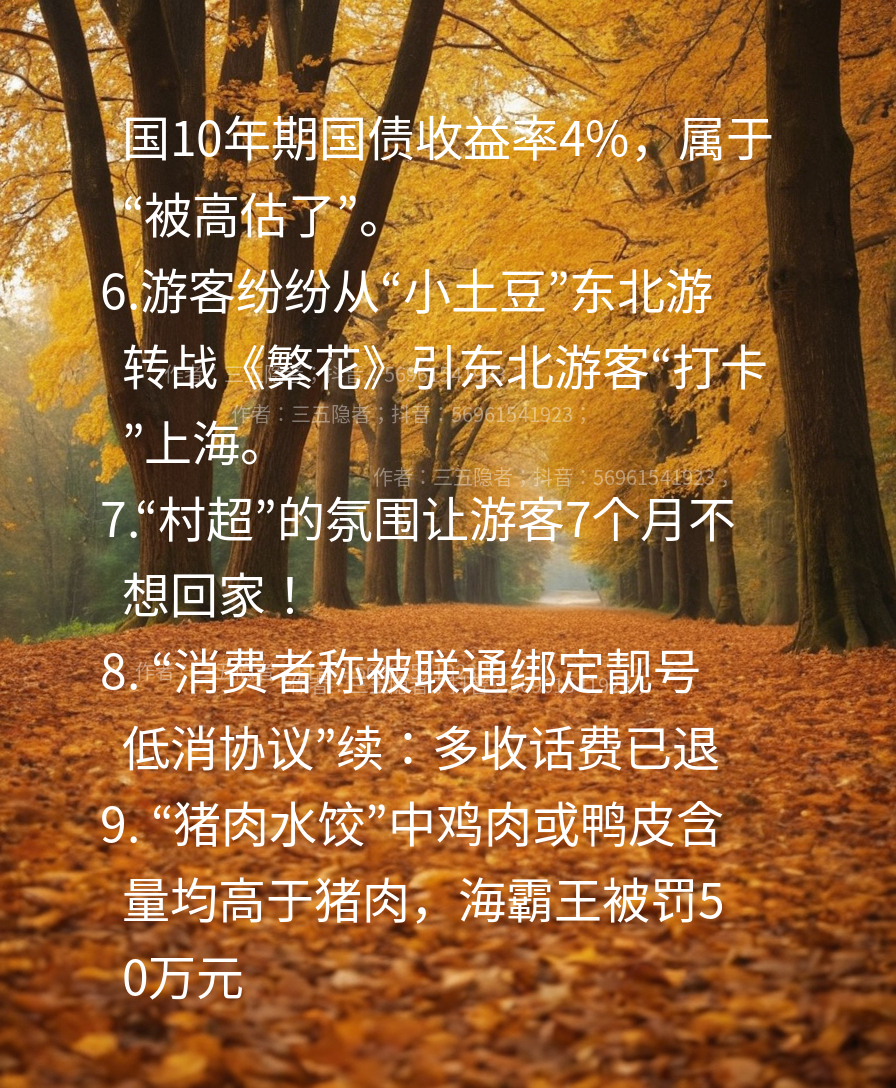 国10年期国债收益率4%，属于
“被高估了”。
6.游客纷纷从“小土豆”东北游
转战《繁花》引东北游客“打卡
”上海。
作者：三五隐者；抖音：56961541923；
作者：三五隐者；抖音：56961541923；
7.“村超”的氛围让游客7个月不
想回家！
8. “消费者称被联通绑定靓号
低消协议”续：多收话费已退
9. “猪肉水饺”中鸡肉或鸭皮含
量均高于猪肉，海霸王被罚5
0万元